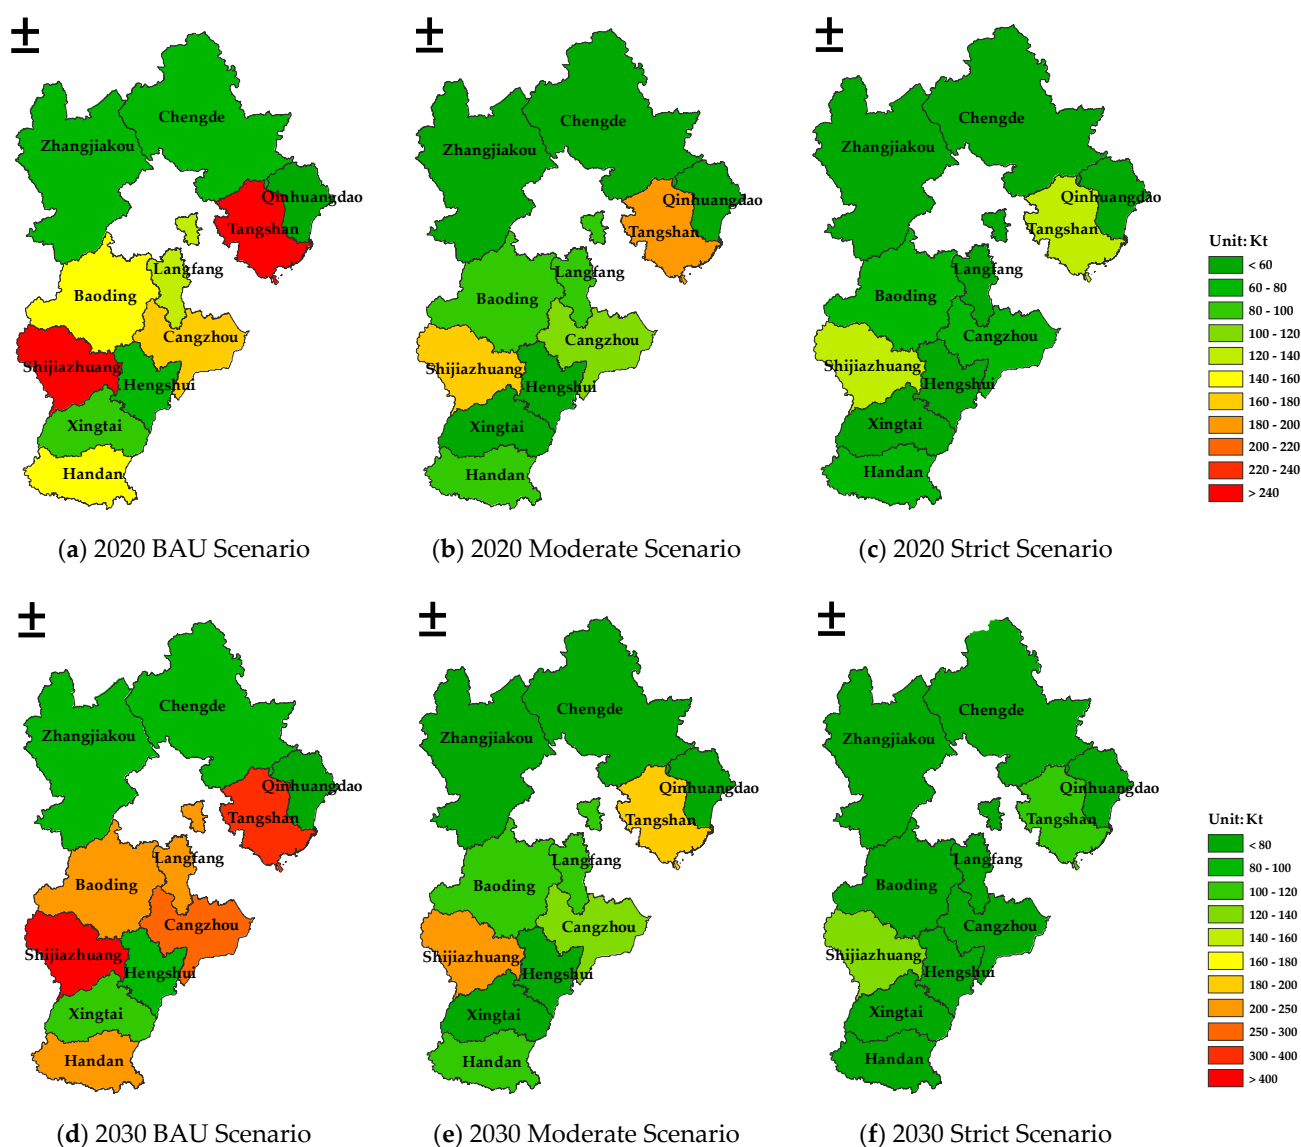 ±
±
±
Chengde
Zhangjiakou
Qinhuangdao
Tangshan
Langfang
Baoding
Cangzhou
Shijiazhuang
Hengshui
Xingtai
Handan
Chengde
Zhangjiakou
Qinhuangdao
Tangshan
Langfang
Baoding
Cangzhou
Shijiazhuang
Hengshui
Xingtai
Handan
Chengde
Zhangjiakou
Qinhuangdao
Tangshan
Langfang
Baoding
Cangzhou
Shijiazhuang
Hengshui
Xingtai
Handan
Unit: Kt
< 60
60 - 80
80 - 100
100 - 120
120 - 140
140 - 160
160 - 180
180 - 200
200 - 220
220 - 240
> 240
(a) 2020 BAU Scenario
(b) 2020 Moderate Scenario
(c) 2020 Strict Scenario
±
±
±
Chengde
Zhangjiakou
Qinhuangdao
Tangshan
Langfang
Baoding
Cangzhou
Shijiazhuang
Hengshui
Xingtai
Handan
Chengde
Zhangjiakou
Qinhuangdao
Tangshan
Langfang
Baoding
Cangzhou
Shijiazhuang
Hengshui
Xingtai
Handan
Chengde
Zhangjiakou
Qinhuangdao
Tangshan
Langfang
Baoding
Cangzhou
Shijiazhuang
Hengshui
Xingtai
Handan
Unit: Kt
< 80
80 - 100
100 - 120
120 - 140
140 - 160
160 - 180
180 - 200
200 - 250
250 - 300
300 - 400
> 400
(d) 2030 BAU Scenario
(e) 2030 Moderate Scenario
(f) 2030 Strict Scenario